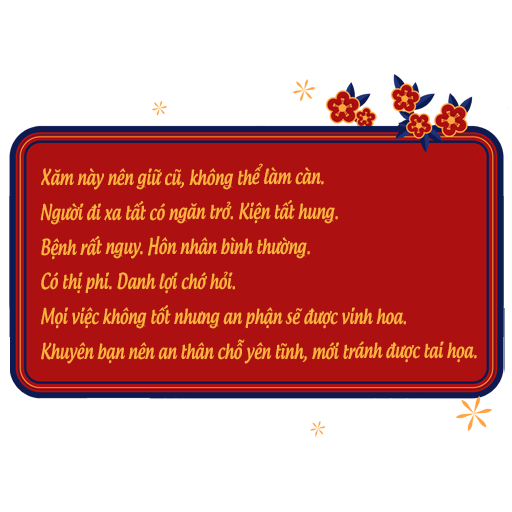 Xăm này nên giữ cũ, không thể làm càn.
Người đi xa tất có ngăn trở. Kiện tất hung.
Bệnh rất nguy. Hôn nhân bình thường.
Có thị phi. Danh lợi chớ hỏi.
Mọi việc không tốt nhưng an phận sẽ được vinh hoa.
Khuyên bạn nên an thân chỗ yên tĩnh, mới tránh được tai họa.